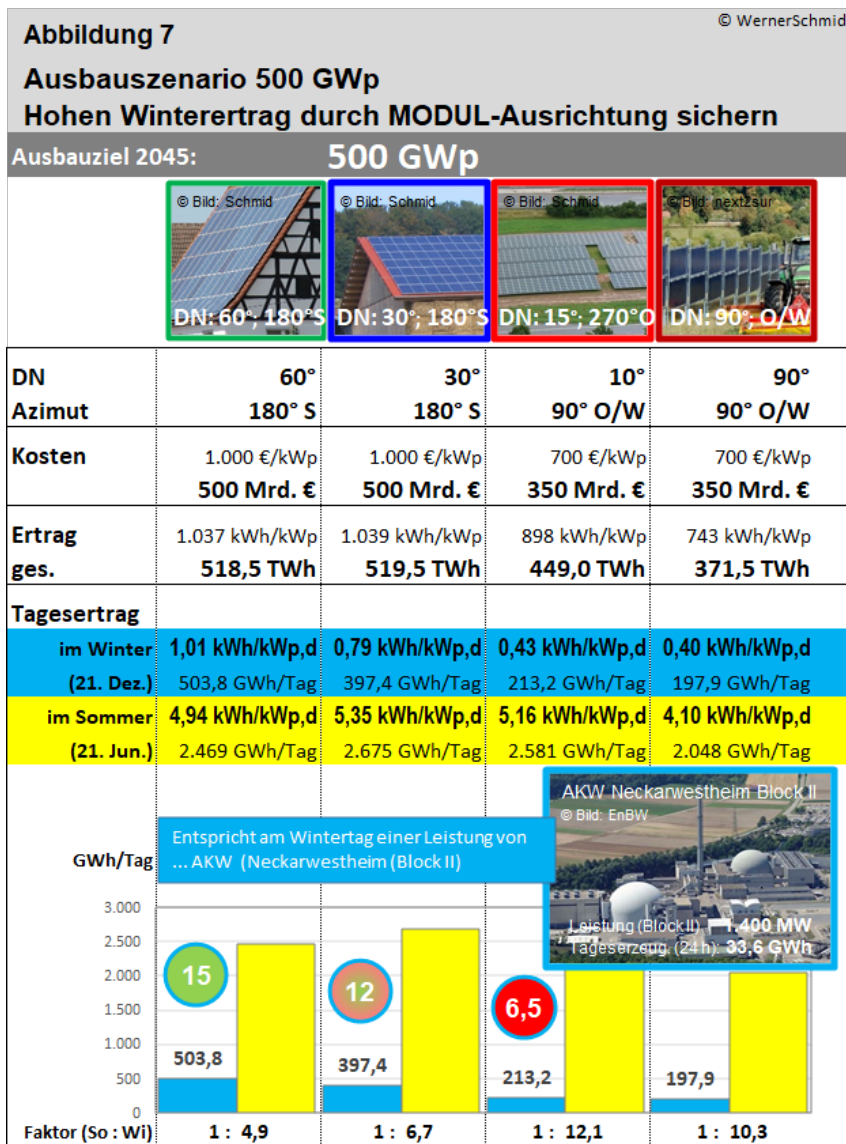 © WernerSchmid
Abbildung 7
Ausbauszenario 500 GWp
Hohen Winterertrag durch MODUL-Ausrichtung sichern
Ausbauziel 2045: 500 GWp
© Bild: Schmid © Bild: Schmid © Bild: Schmid © Bild: next2sun
DN: 60°; 180°S DN: 30°; 180°S DN: 15°; 270°O DN: 90°; O/W
DN 60° 30° 10° 90°
Azimut 180° S 180° S 90° O/W 90° O/W
Kosten 1.000 €/kWp 1.000 €/kWp 700 €/kWp 700 €/kWp
500 Mrd. € 500 Mrd. € 350 Mrd. € 350 Mrd. €
Ertrag 1.037 kWh/kWp 1.039 kWh/kWp 898 kWh/kWp 743 kWh/kWp
ges. 518,5 TWh 519,5 TWh 449,0 TWh 371,5 TWh
Tagesertrag
im Winter 1,01 kWh/kWp,d 0,79 kWh/kWp,d 0,43 kWh/kWp,d 0,40 kWh/kWp,d
(21. Dez.) 503,8 GWh/Tag 397,4 GWh/Tag 213,2 GWh/Tag 197,9 GWh/Tag
im Sommer 4,94 kWh/kWp,d 5,35 kWh/kWp,d 5,16 kWh/kWp,d 4,10 kWh/kWp,d
(21. Jun.) 2.469 GWh/Tag 2.675 GWh/Tag 2.581 GWh/Tag 2.048 GWh/Tag
AKW Neckarwestheim Block II
© Bild: EnBW
Entspricht am Wintertag einer Leistung von
... AKW (Neckarwestheim (Block II)
GWh/Tag
Leistung (Block II) 1.400 MW
Tageserzeug. (24 h): 33,6 GWh
3.000
2.500
2.000
1.500
1.000
500
0
15
12
6,5
503,8
397,4
213,2
197,9
Faktor (So : Wi) 1 : 4,9 1 : 6,7 1 : 12,1 1 : 10,3